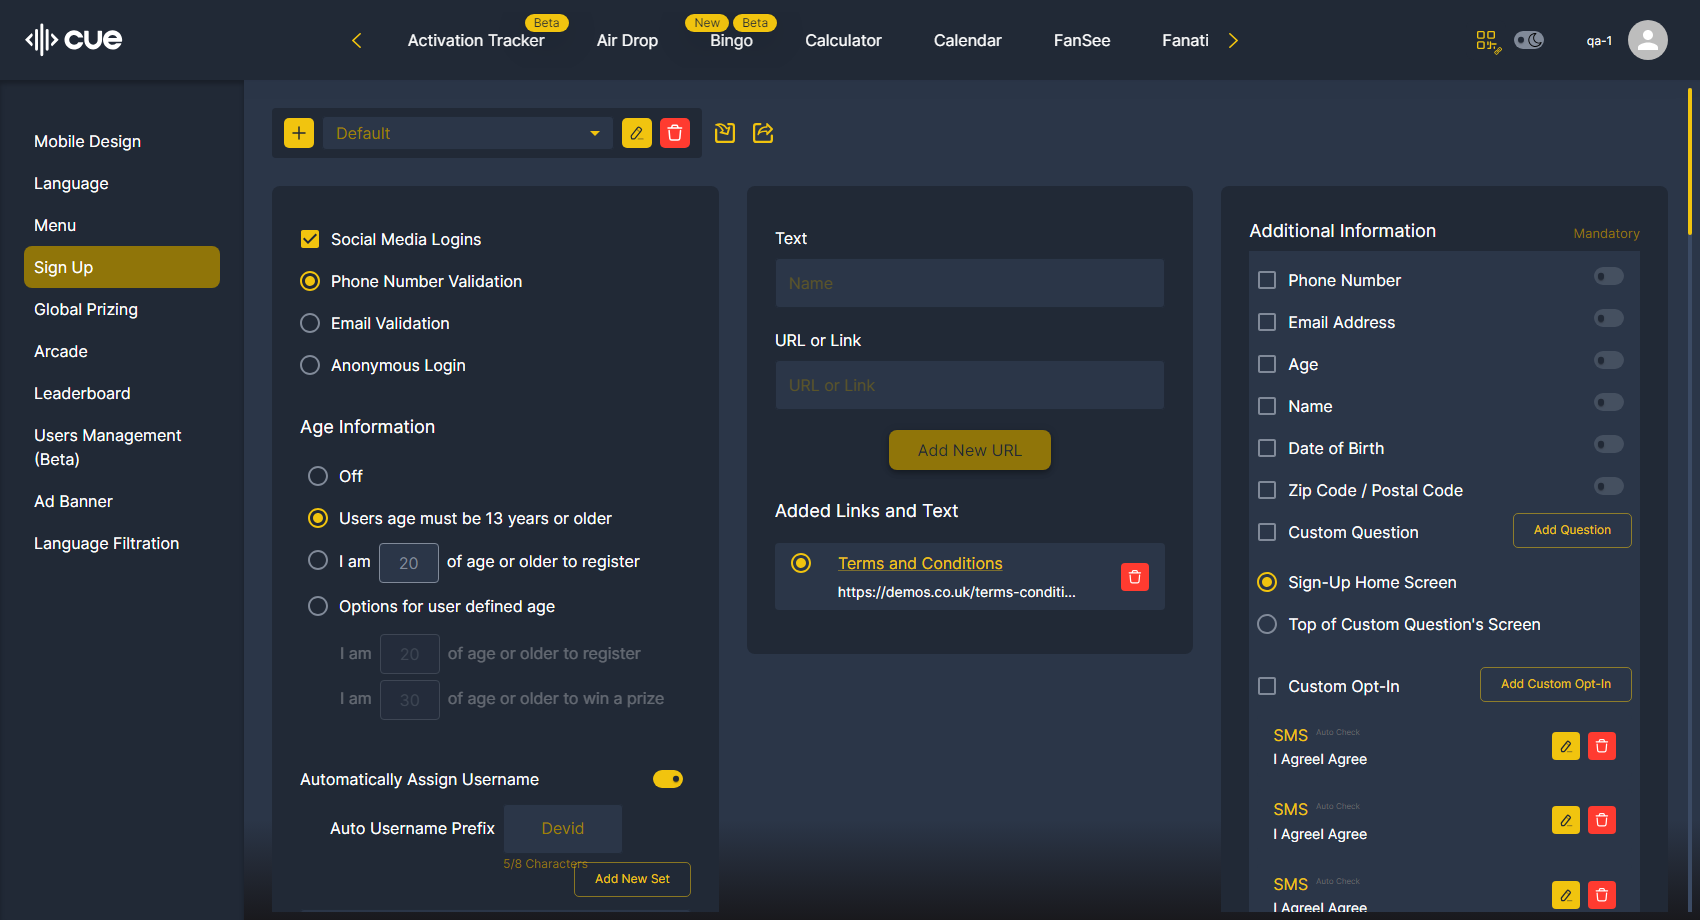 cue
Activation Tracker
Beta
Air Drop
Bingo
New
Beta
Calculator
Calendar
FanSee
Fanati
qa-1
Mobile Design
Language
Menu
Sign Up
Global Prizing
Arcade
Leaderboard
Users Management
(Beta)
Ad Banner
Language Filtration
Default
Social Media Logins
Phone Number Validation
Email Validation
Anonymous Login
Age Information
Off
Users age must be 13 years or older
I am 20 of age or older to register
Options for user defined age
I am 20 of age or older to register
I am 30 of age or older to win a prize
Automatically Assign Username
Auto Username Prefix Devid
5/8 Characters
Add New Set
Text
Name
URL or Link
URL or Link
Add New URL
Added Links and Text
Terms and Conditions
https://demos.co.uk/terms-conditi...
Additional Information Mandatory
Phone Number
Email Address
Age
Name
Date of Birth
Zip Code / Postal Code
Custom Question Add Question
Sign-Up Home Screen
Top of Custom Question's Screen
Custom Opt-In Add Custom Opt-In
SMS Auto Check
I AgreeI Agree
SMS Auto Check
I AgreeI Agree
SMS Auto Check
I AgreeI Agree